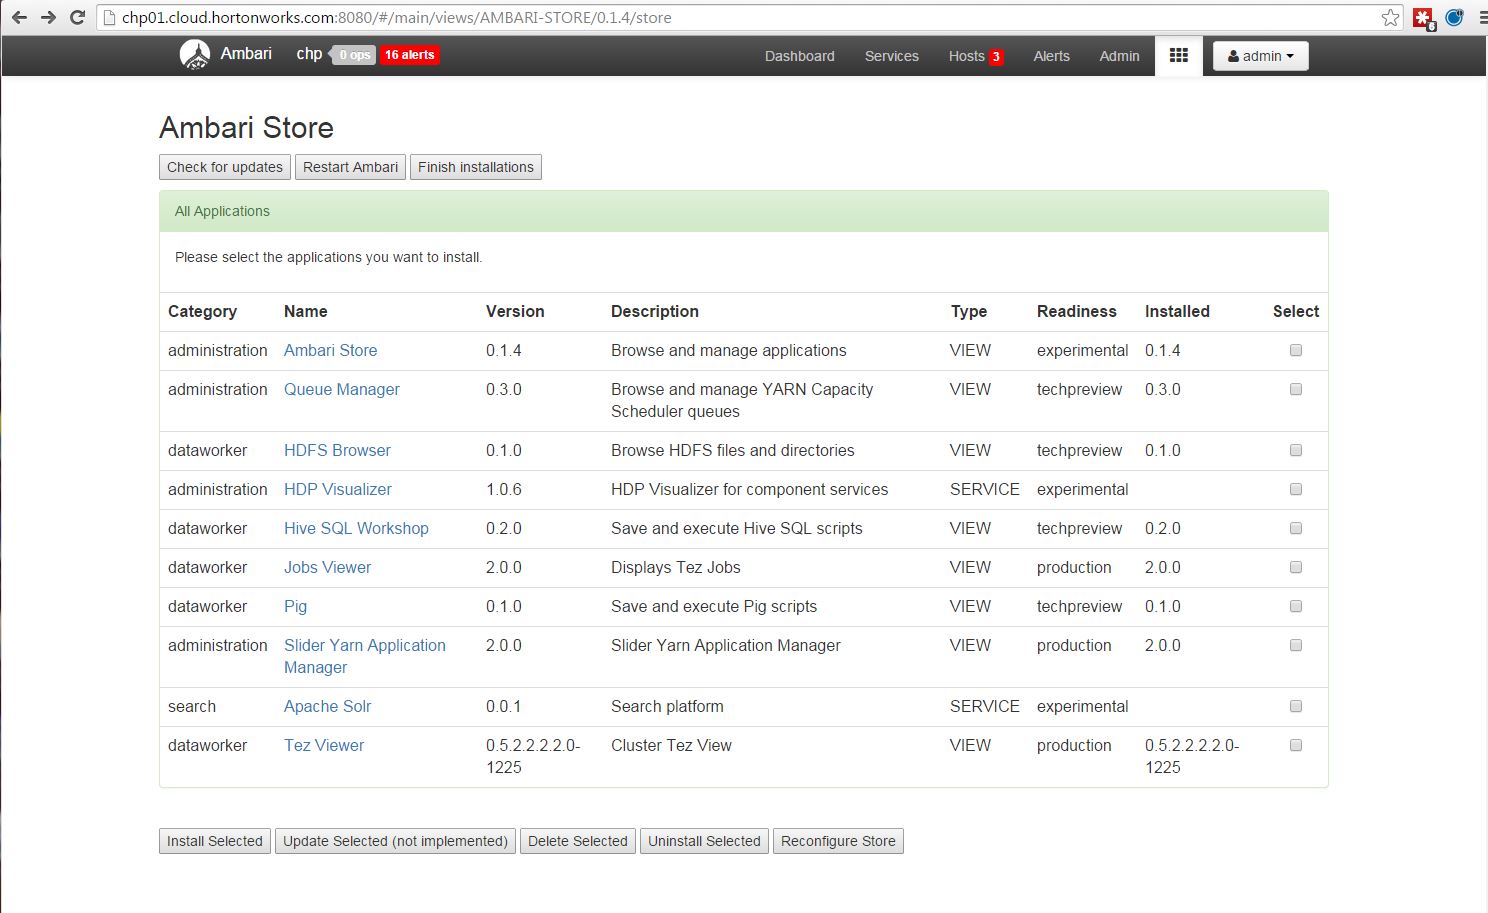 chp01.cloud.hortonworks.com:8080/#/main/views/AMBARI-STORE/0.1.4/store
6
Ambari chp 0 ops 16 alerts Dashboard Services Hosts 3 Alerts Admin admin
Ambari Store
Check for updates Restart Ambari Finish installations
All Applications
Please select the applications you want to install.
Category Name Version Description Type Readiness Installed Select
administration Ambari Store 0.1.4 Browse and manage applications VIEW experimental 0.1.4
administration Queue Manager 0.3.0 Browse and manage YARN Capacity VIEW techpreview 0.3.0
Scheduler queues
dataworker HDFS Browser 0.1.0 Browse HDFS files and directories VIEW techpreview 0.1.0
administration HDP Visualizer 1.0.6 HDP Visualizer for component services SERVICE experimental
dataworker Hive SQL Workshop 0.2.0 Save and execute Hive SQL scripts VIEW techpreview 0.2.0
dataworker Jobs Viewer 2.0.0 Displays Tez Jobs VIEW production 2.0.0
dataworker Pig 0.1.0 Save and execute Pig scripts VIEW techpreview 0.1.0
administration Slider Yarn Application 2.0.0 Slider Yarn Application Manager VIEW production 2.0.0
Manager
search Apache Solr 0.0.1 Search platform SERVICE experimental
dataworker Tez Viewer 0.5.2.2.2.2.0- Cluster Tez View VIEW production 0.5.2.2.2.2.0-
1225 1225
Install Selected Update Selected (not implemented) Delete Selected Uninstall Selected Reconfigure Store